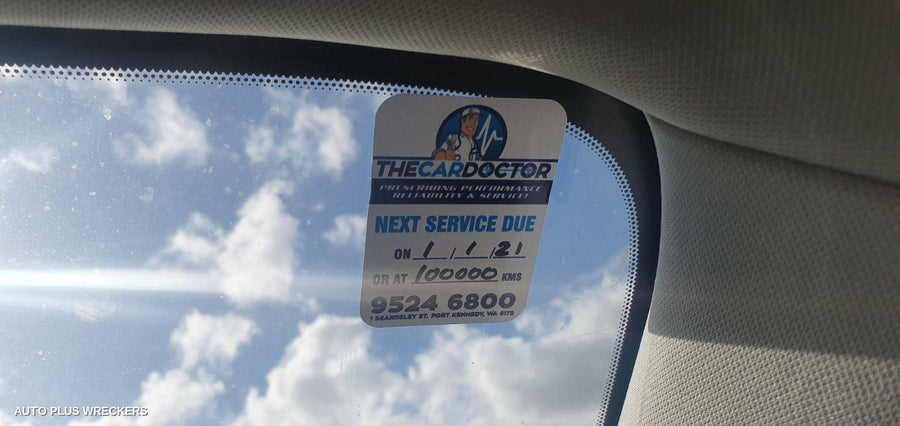 THECARDOCTOR
PRESCRIBING PERFORMANCE
RELIABILITY & SERVICE!
NEXT SERVICE DUE
ON 1/1/21
OR AT 100000 KMS
9524 6800
1 BEARDSLEY ST, PORT KENNEDY, WA 6172
AUTO PLUS WRECKERS